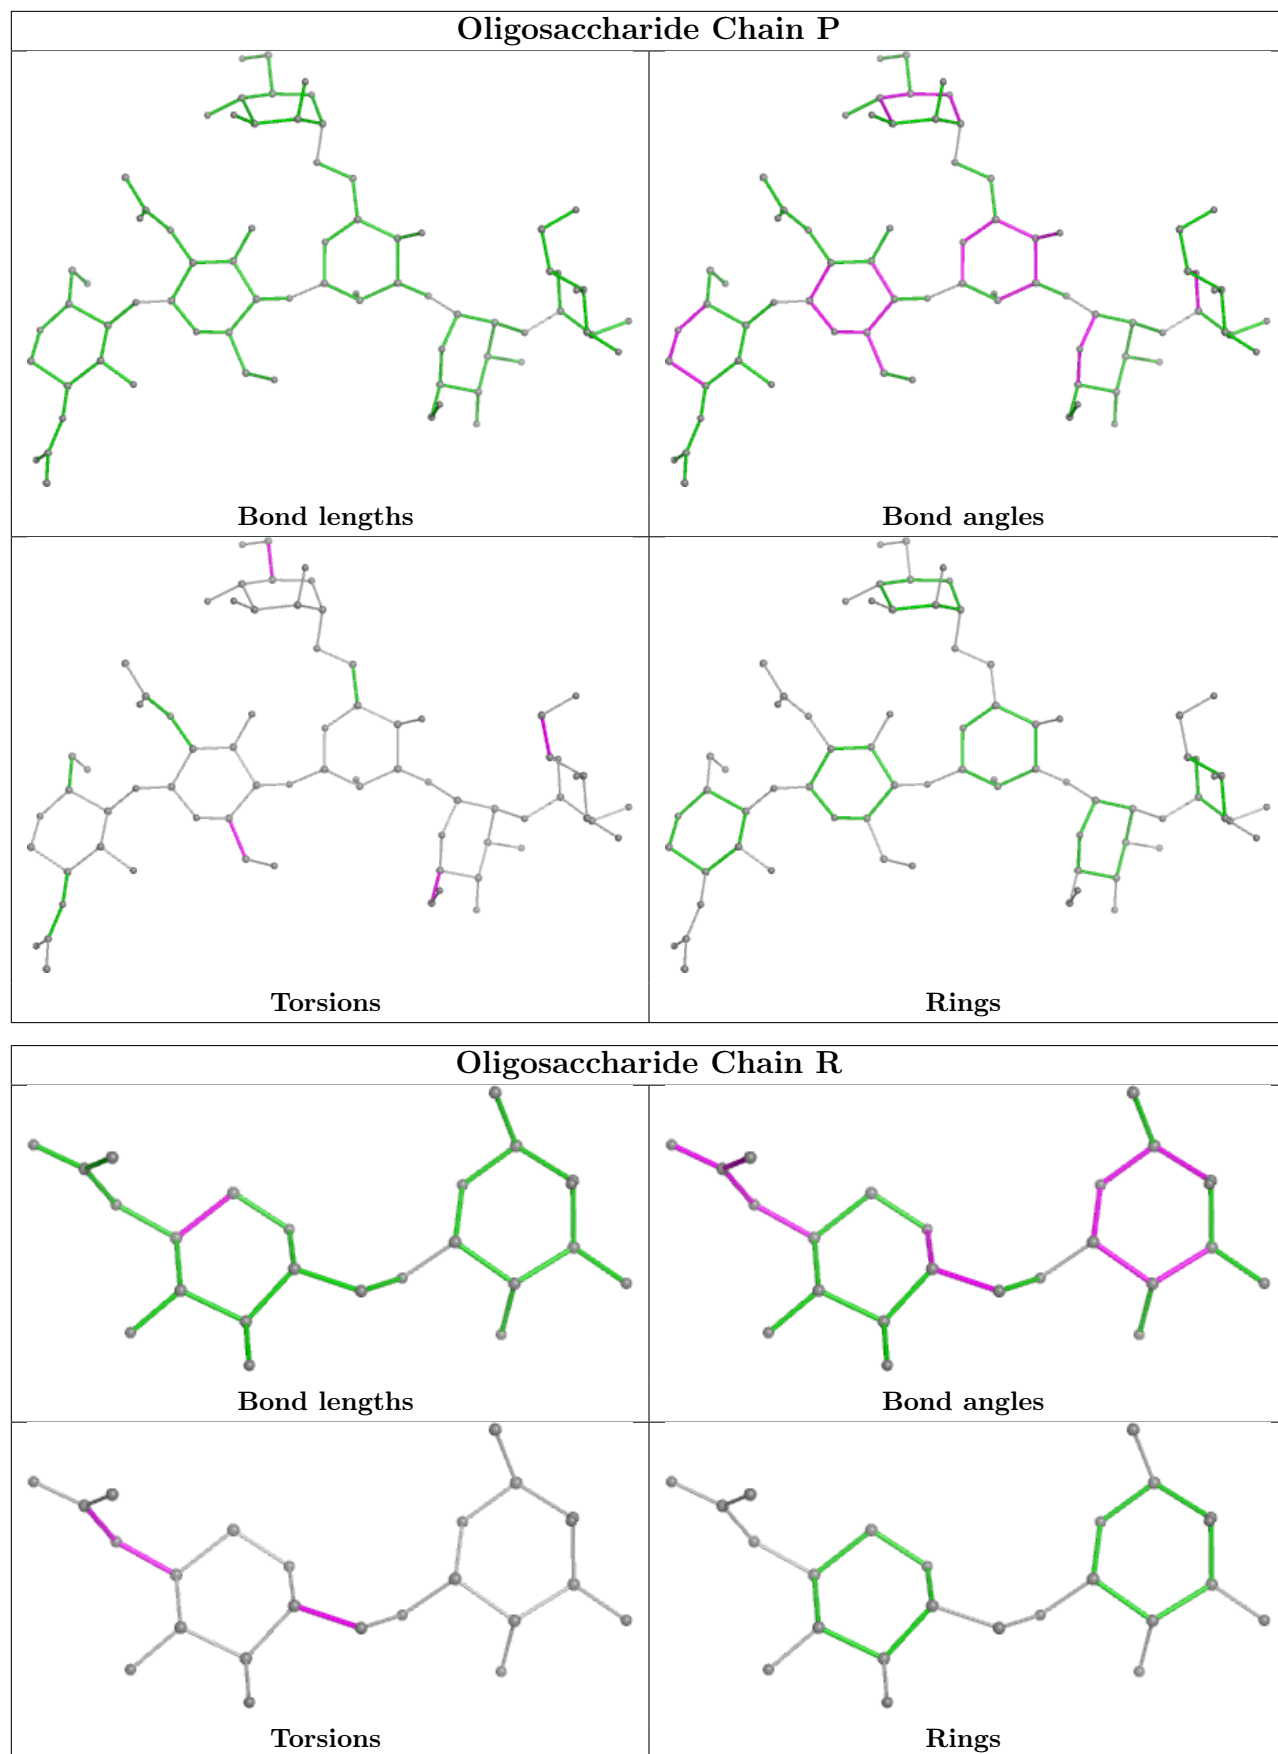 Oligosaccharide Chain P
Bond lengths
Bond angles
Torsions
Rings
Oligosaccharide Chain R
Bond lengths
Bond angles
Torsions
Rings